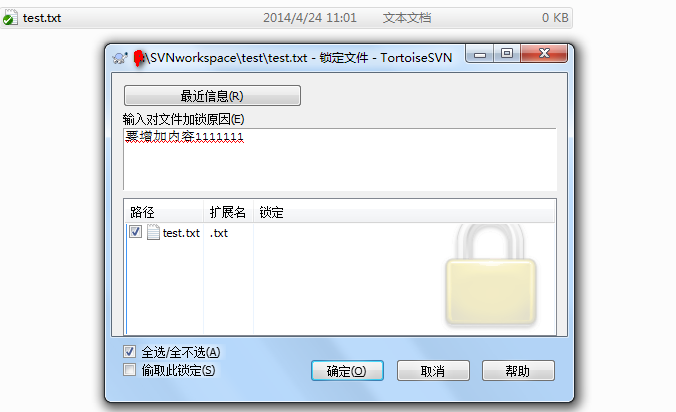 test.txt 2014/4/24 11:01 文本文档 0 KB
:\SVNworkspace\test\test.txt - 锁定文件 - TortoiseSVN
最近信息(R)
输入对文件加锁原因(E)
要增加内容1111111
路径 扩展名 锁定
test.txt .txt
全选/全不选(A)
偷取此锁定(S)
确定(O) 取消 帮助